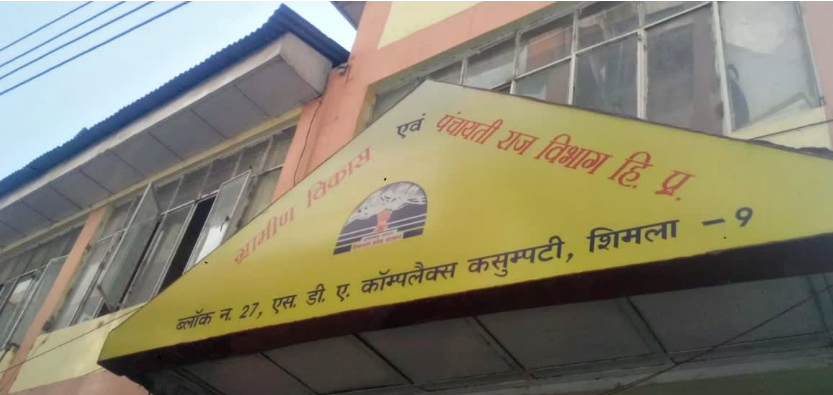 ग्रामीण विकास एवं पंचायती राज विभाग हि. प्र.
ब्लॉक न. 27, एस. डी. ए. कॉम्पलैक्स कसुम्पटी, शिमला - 9